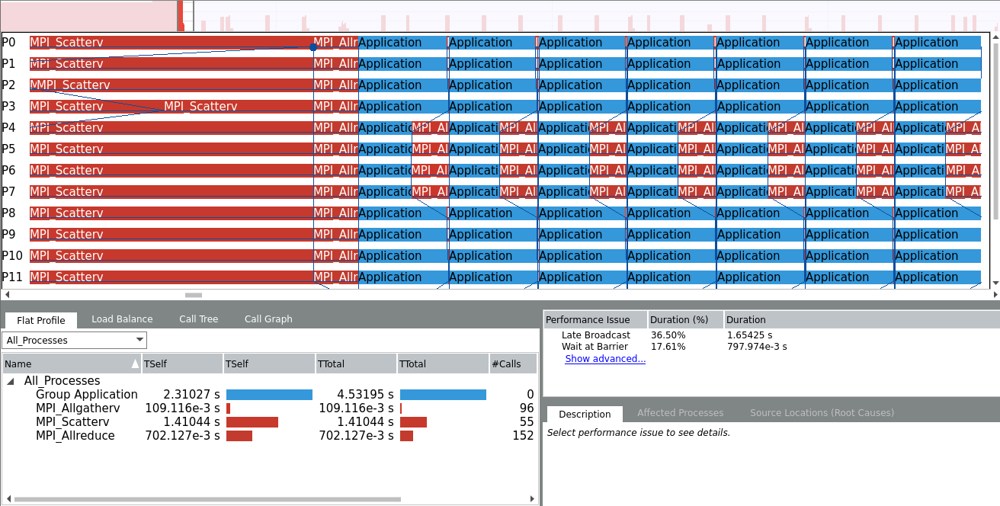 P0 MPI_Scatterv MPI_Allr Application Application Application Application Application Application Application
P1 MPI_Scatterv MPI_Allr Application Application Application Application Application Application Application
P2 MMPI_Scatterv MPI_Allr Application Application Application Application Application Application Application
P3 MPI_Scatterv MPI_Scatterv MPI_Allr Application Application Application Application Application Application Application
P4 MPI_Scatterv MPI_Allr Applicatic MPI_Al Applicati MPI_Al Applicati MPI_Al Applicati MPI_Al Applicati MPI_Al Applicati MPI_Al Applicati MPI_Al
P5 MPI_Scatterv MPI_Allr Applicatic MPI_Al Applicati MPI_Al Applicati MPI_Al Applicati MPI_Al Applicati MPI_Al Applicati MPI_Al Applicati MPI_Al
P6 MPI_Scatterv MPI_Allr Applicatic MPI_Al Applicati MPI_Al Applicati MPI_Al Applicati MPI_Al Applicati MPI_Al Applicati MPI_Al Applicati MPI_Al
P7 MPI_Scatterv MPI_Allr Applicatic MPI_Al Applicati MPI_Al Applicati MPI_Al Applicati MPI_Al Applicati MPI_Al Applicati MPI_Al Applicati MPI_Al
P8 MPI_Scatterv MPI_Allr Application Application Application Application Application Application Application
P9 MPI_Scatterv MPI_Allr Application Application Application Application Application Application Application
P10 MPI_Scatterv MPI_Allr Application Application Application Application Application Application Application
P11 MPI_Scatterv MPI_Allr Application Application Application Application Application Application Application
Flat Profile Load Balance Call Tree Call Graph
All_Processes
Name TSelf TSelf TTotal TTotal #Calls
All_Processes
Group Application 2.31027 s 4.53195 s 0
MPI_Allgatherv 109.116e-3 s 109.116e-3 s 96
MPI_Scatterv 1.41044 s 1.41044 s 55
MPI_Allreduce 702.127e-3 s 702.127e-3 s 152
Performance Issue Duration (%) Duration
Late Broadcast 36.50% 1.65425 s
Wait at Barrier 17.61% 797.974e-3 s
Show advanced...
Description Affected Processes Source Locations (Root Causes)
Select performance issue to see details.